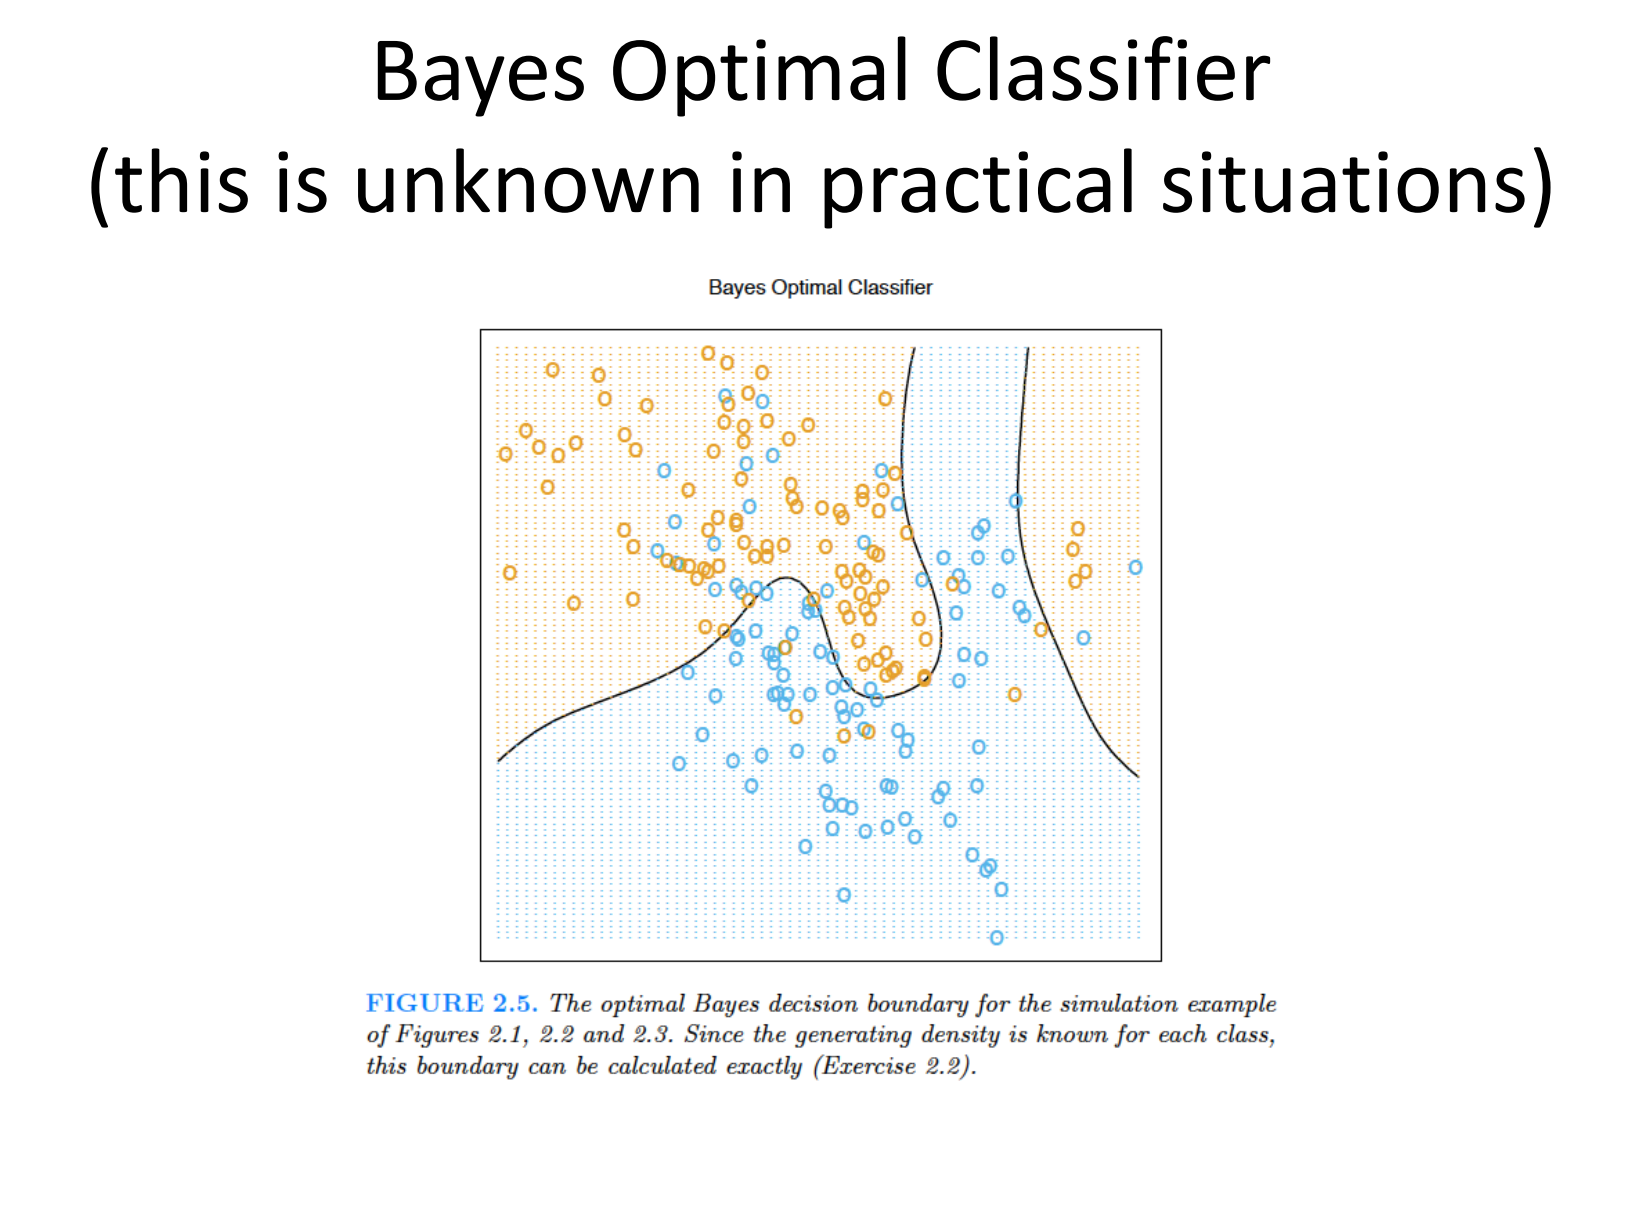 Bayes Optimal Classifier
(this is unknown in practical situations)
Bayes Optimal Classifier
FIGURE 2.5. The optimal Bayes decision boundary for the simulation example
of Figures 2.1, 2.2 and 2.3. Since the generating density is known for each class,
this boundary can be calculated exactly (Exercise 2.2).